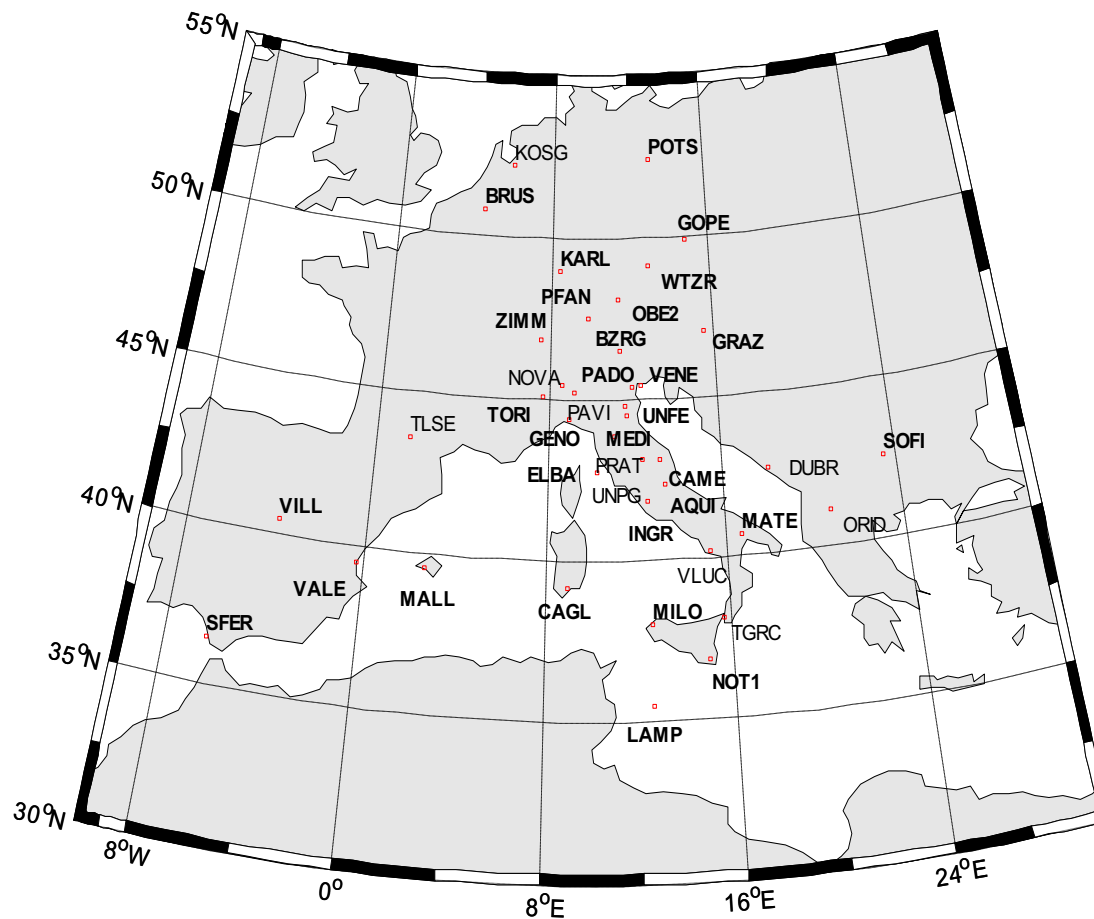 55°N
KOSG
POTS
50°N
BRUS
GOPE
KARL
WTZR
PFAN
OBE2
ZIMM
BZRG
GRAZ
45°N
NOVA
PADO
VENE
TORI
PAVI
UNFE
TLSE
GENO
MEDI
SOFI
ELBA
PRAT
CAME
DUBR
UNPG
AQUI
40°N
VILL
INGR
MATE
ORID
VALE
MALL
CAGL
VLUC
SFER
MILO
TGRC
35°N
NOT1
LAMP
30°N
8°W
0°
8°E
16°E
24°E